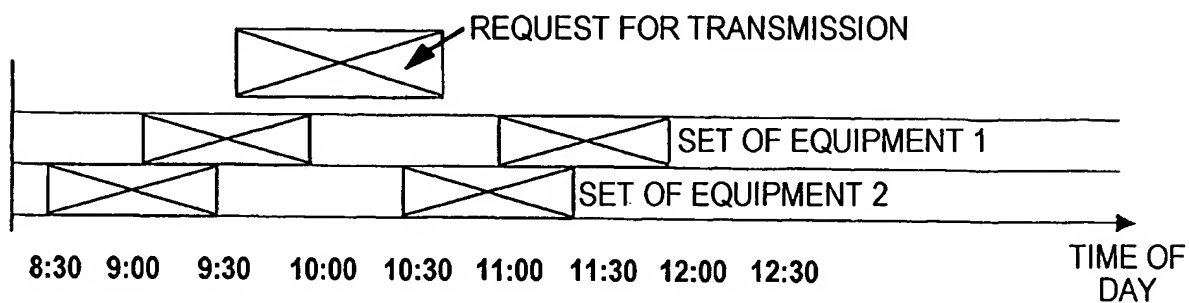 REQUEST FOR TRANSMISSION
SET OF EQUIPMENT 1
SET OF EQUIPMENT 2
8:30 9:00 9:30 10:00 10:30 11:00 11:30 12:00 12:30
TIME OF
DAY